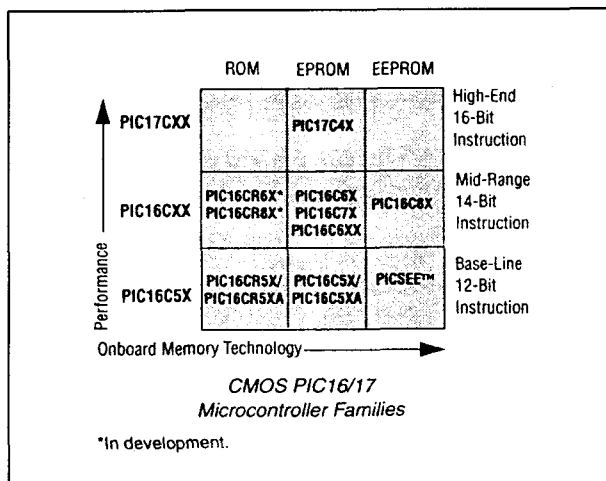 ROM EPROM EEPROM
PIC17CXX
PIC17C4X
High-End
16-Bit
Instruction
PIC16CXX
PIC16CR6X*
PIC16CR8X*
PIC16C6X
PIC16C7X
PIC16C6XX
PIC16C8X
Mid-Range
14-Bit
Instruction
PIC16C5X
PIC16CR5X/
PIC16CR5XA
PIC16C5X/
PIC16C5XA
PICSEE™
Base-Line
12-Bit
Instruction
Performance
Onboard Memory Technology
CMOS PIC16/17
Microcontroller Families
*In development.